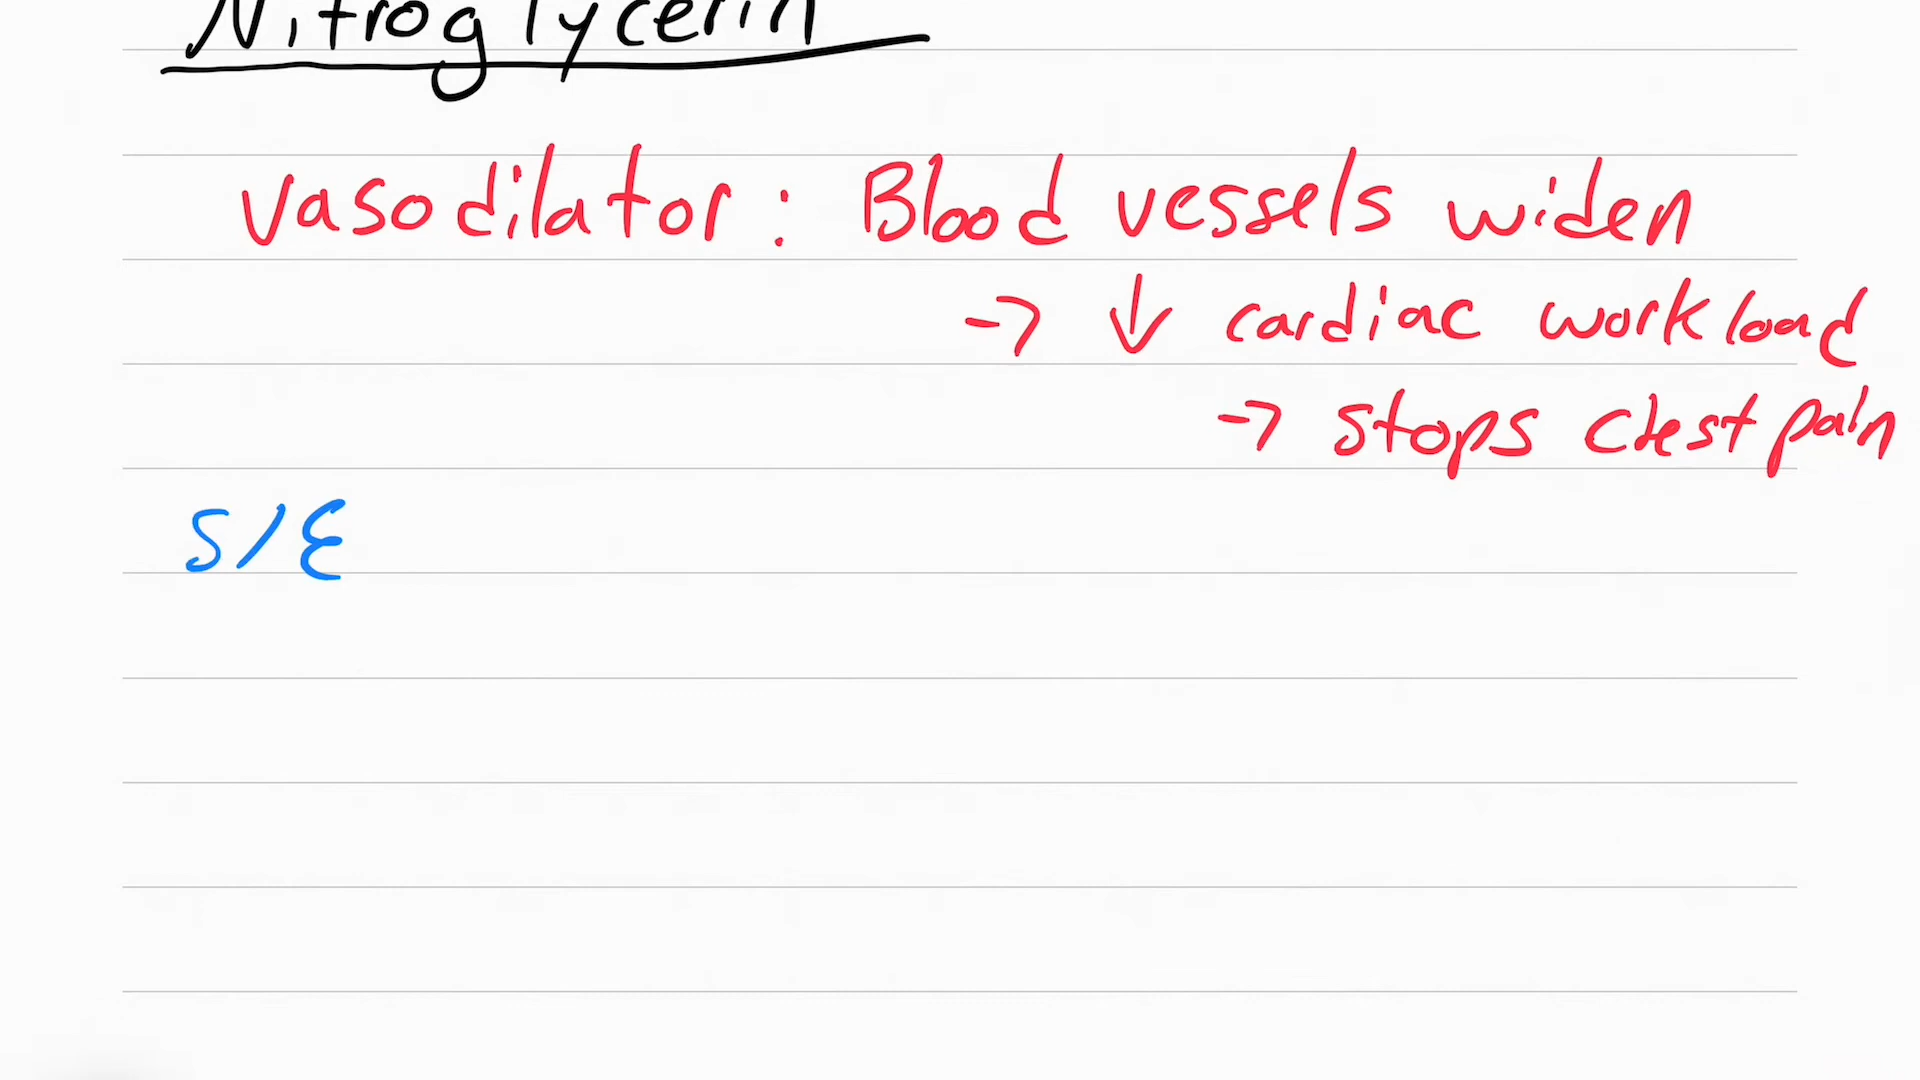 Nitroglycerin
vasodilator: Blood vessels widen
→ ↓ cardiac workload
→ stops chest pain
S/E